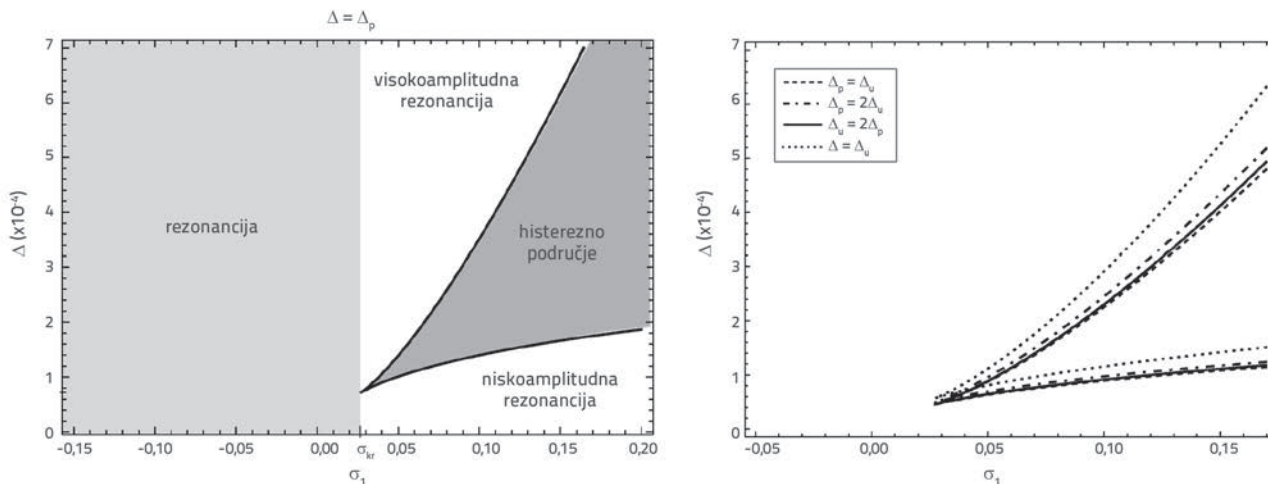 Δ = Δp
7
6
5
4
3
2
1
0
Δ (x10⁻⁴)
visokoamplitudna
rezonancija
rezonancija
histerezno
područje
niskoamplitudna
rezonancija
-0,15
-0,10
-0,05
0,00
σkr
0,05
0,10
0,15
0,20
σ1
7
6
5
4
3
2
1
0
Δ (x10⁻⁴)
Δp = Δu
Δp = 2Δu
Δu = 2Δp
Δ = Δu
-0,05
0,00
0,05
0,10
0,15
σ1